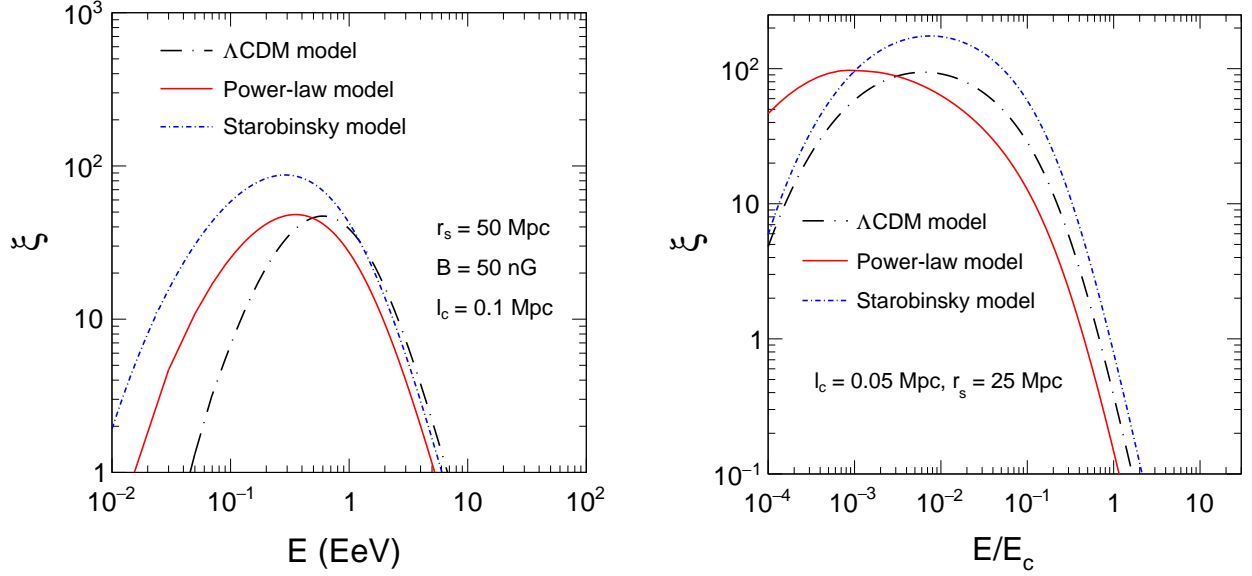 10³
10²
10
1
ξ
ΛCDM model
Power-law model
Starobinsky model
r_s = 50 Mpc
B = 50 nG
l_c = 0.1 Mpc
10⁻² 10⁻¹ 1 10 10²
E (EeV)
10²
10
1
10⁻¹
ξ
ΛCDM model
Power-law model
Starobinsky model
l_c = 0.05 Mpc, r_s = 25 Mpc
10⁻⁴ 10⁻³ 10⁻² 10⁻¹ 1 10
E/E_c